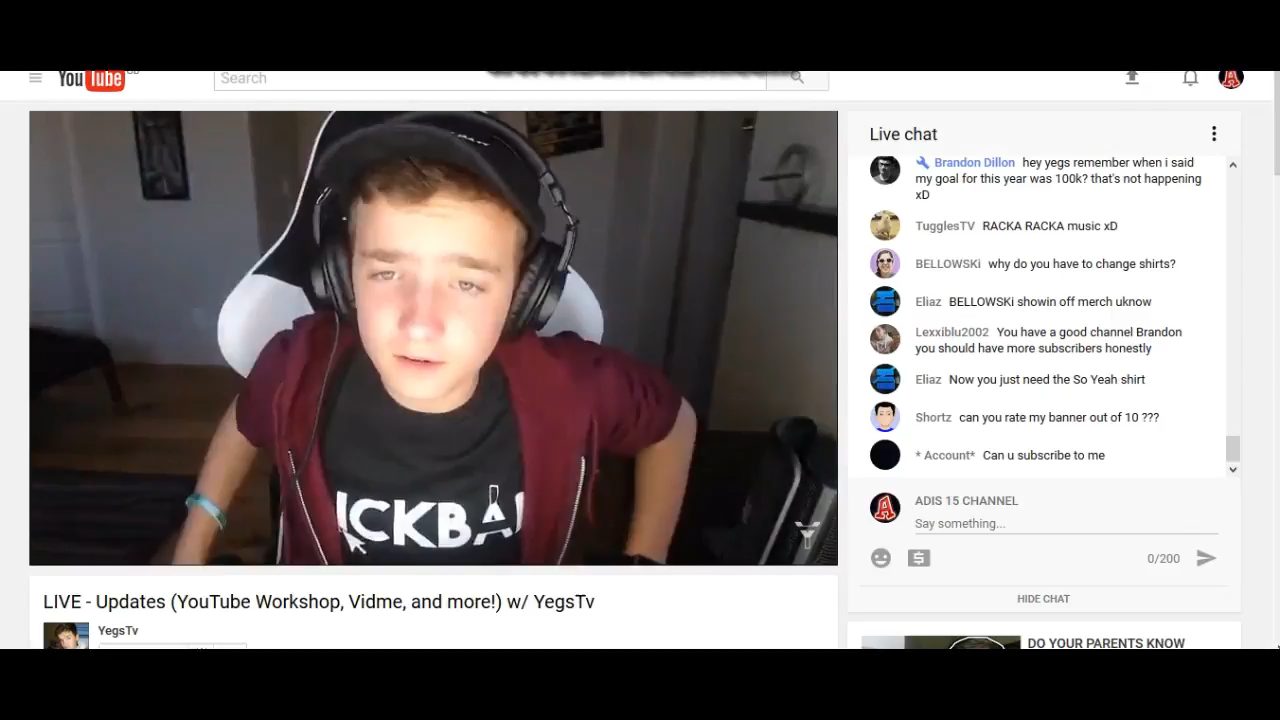 YouTube
Search
ICKBA
LIVE - Updates (YouTube Workshop, Vidme, and more!) w/ YegsTv
YegsTv
Live chat
Brandon Dillon hey yegs remember when i said
my goal for this year was 100k? that's not happening
xD
TugglesTV RACKA RACKA music xD
BELLOWSKi why do you have to change shirts?
Eliaz BELLOWSKi showin off merch uknow
Lexxiblu2002 You have a good channel Brandon
you should have more subscribers honestly
Eliaz Now you just need the So Yeah shirt
Shortz can you rate my banner out of 10 ???
* Account* Can u subscribe to me
ADIS 15 CHANNEL
Say something...
0/200
HIDE CHAT
DO YOUR PARENTS KNOW